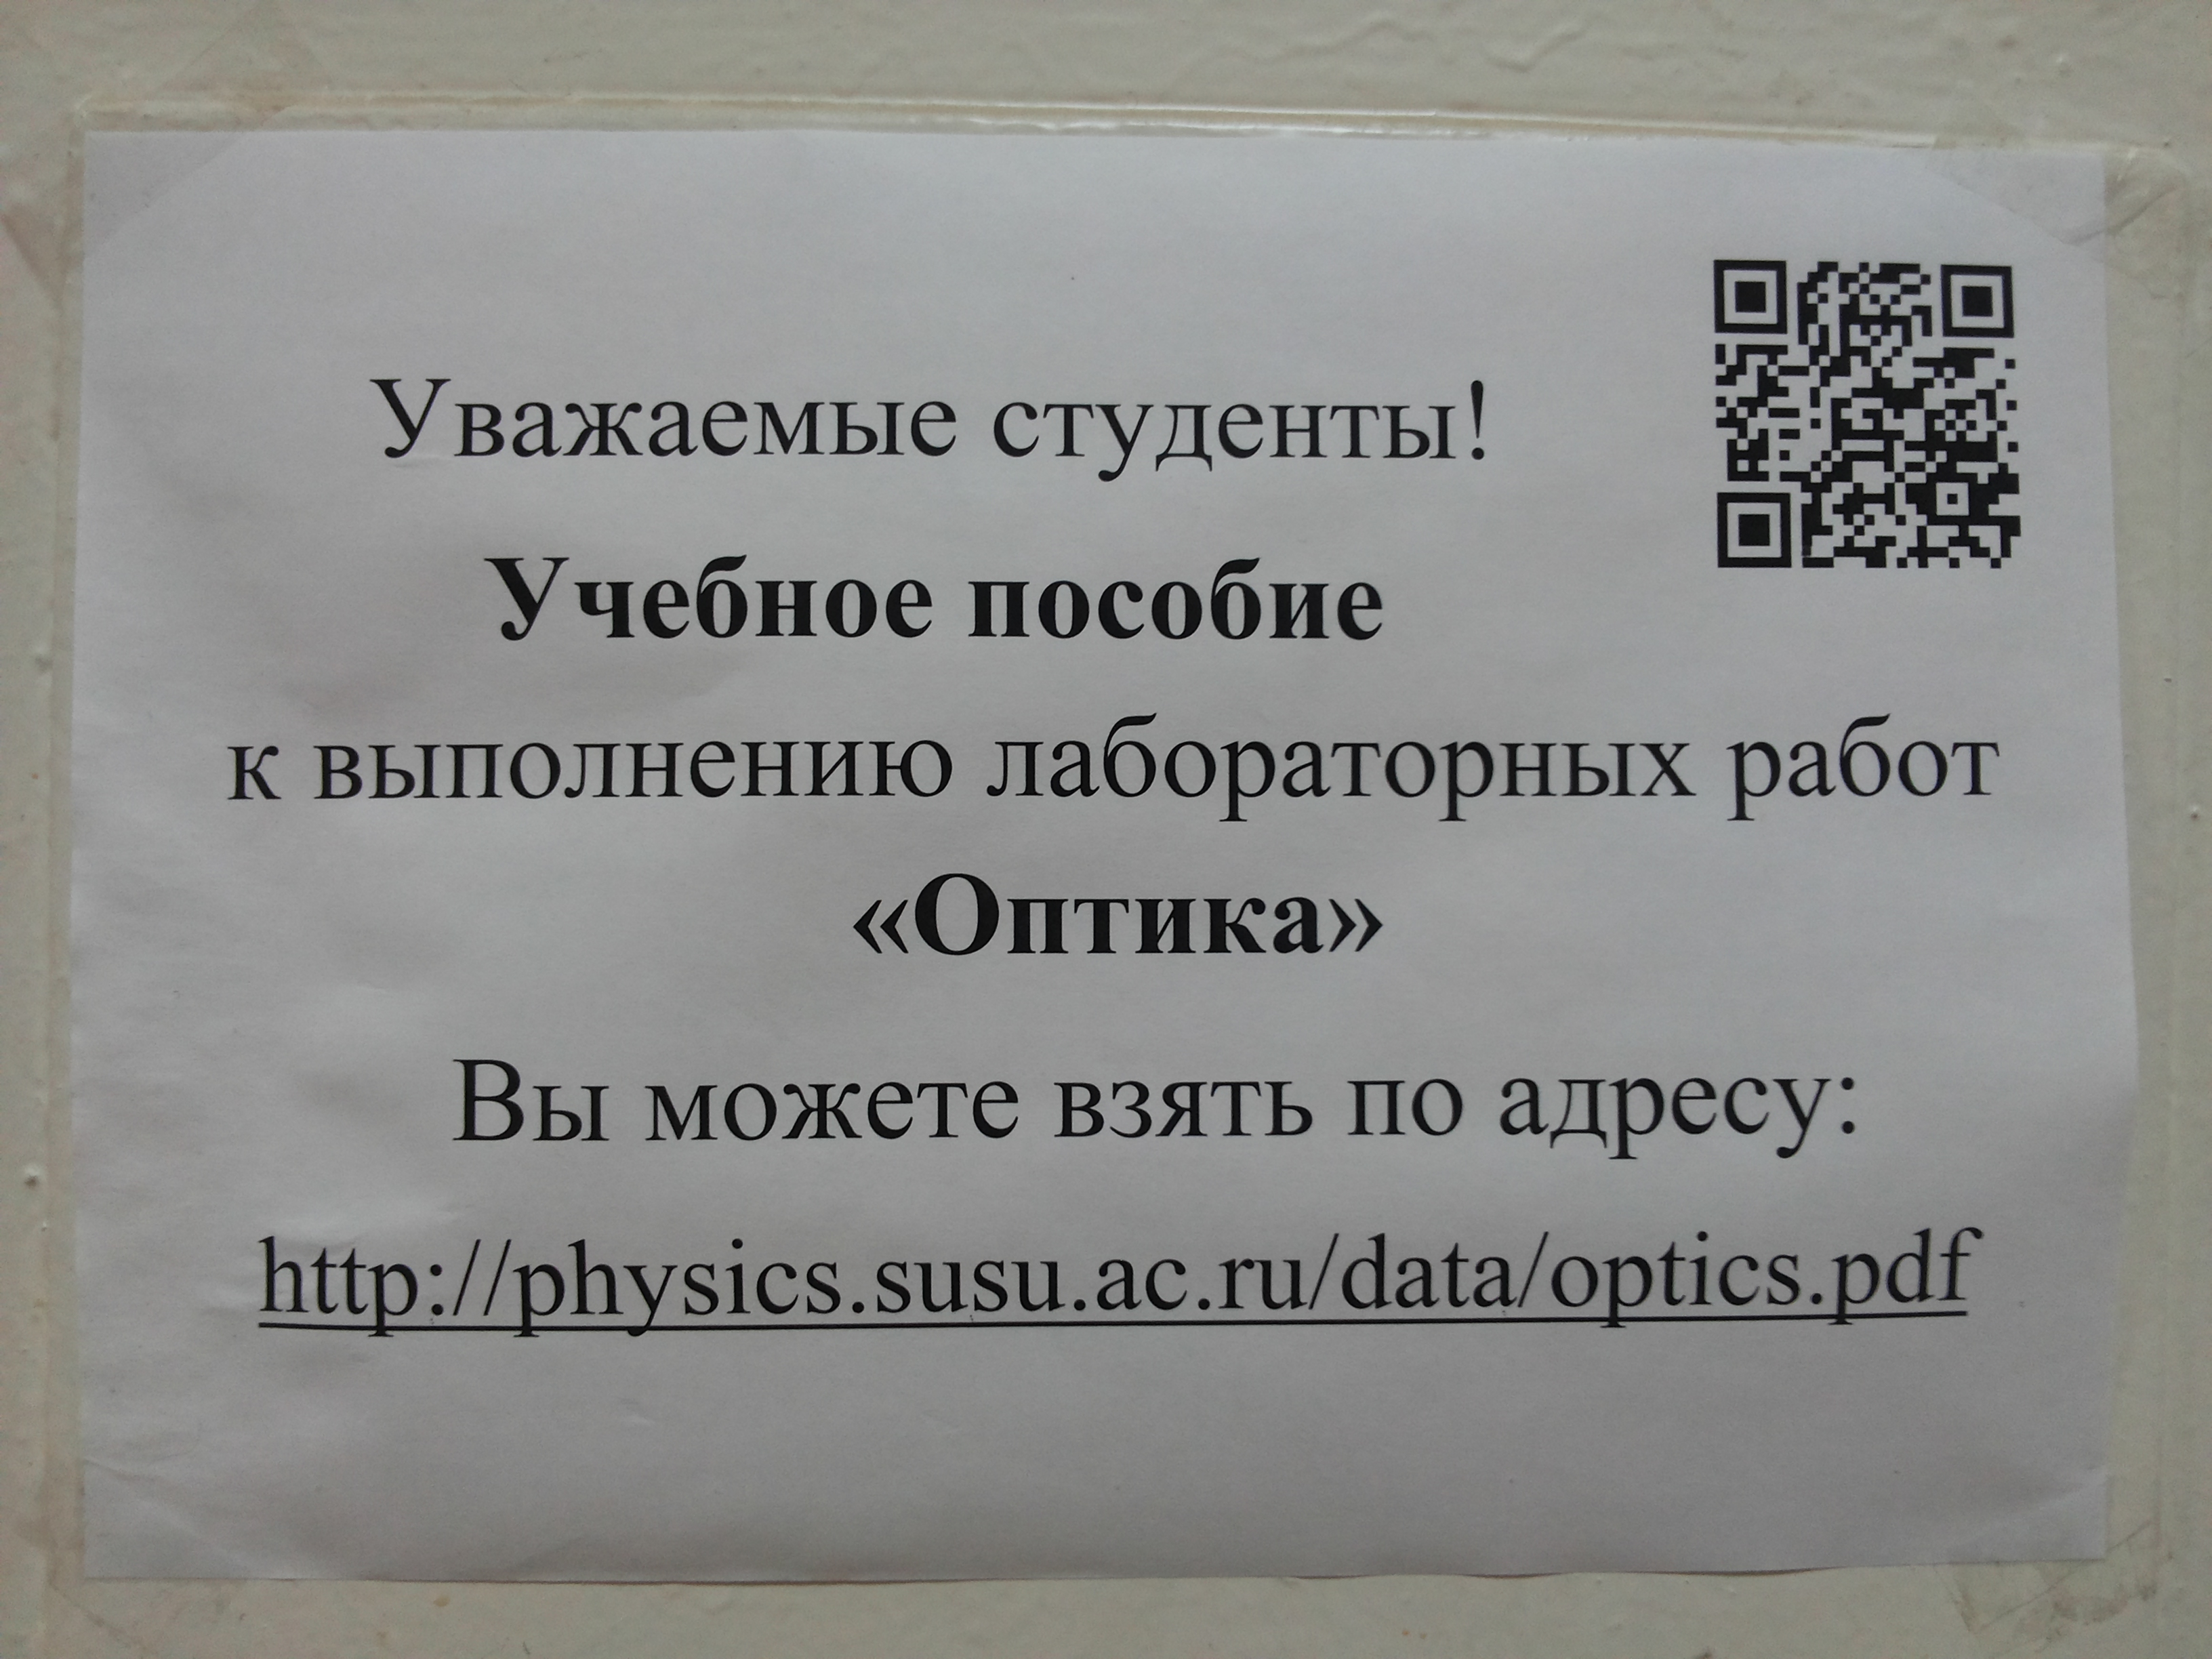 Уважаемые студенты!
Учебное пособие
к выполнению лабораторных работ
«Оптика»
Вы можете взять по адресу:
http://physics.susu.ac.ru/data/optics.pdf